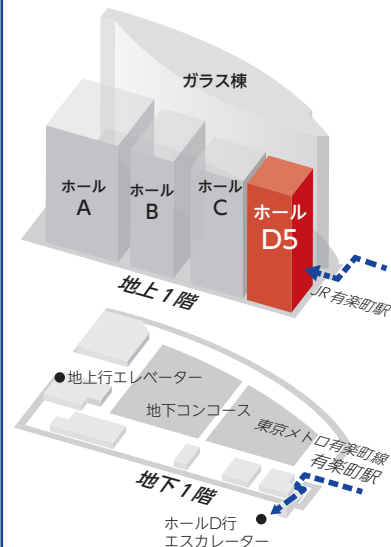 ガラス棟
ホール
A
ホール
B
ホール
C
ホール
D5
地上1階
JR有楽町駅
●地上行エレベーター
地下コンコース
東京メトロ有楽町線
有楽町駅
地下1階
ホールD行
エスカレーター